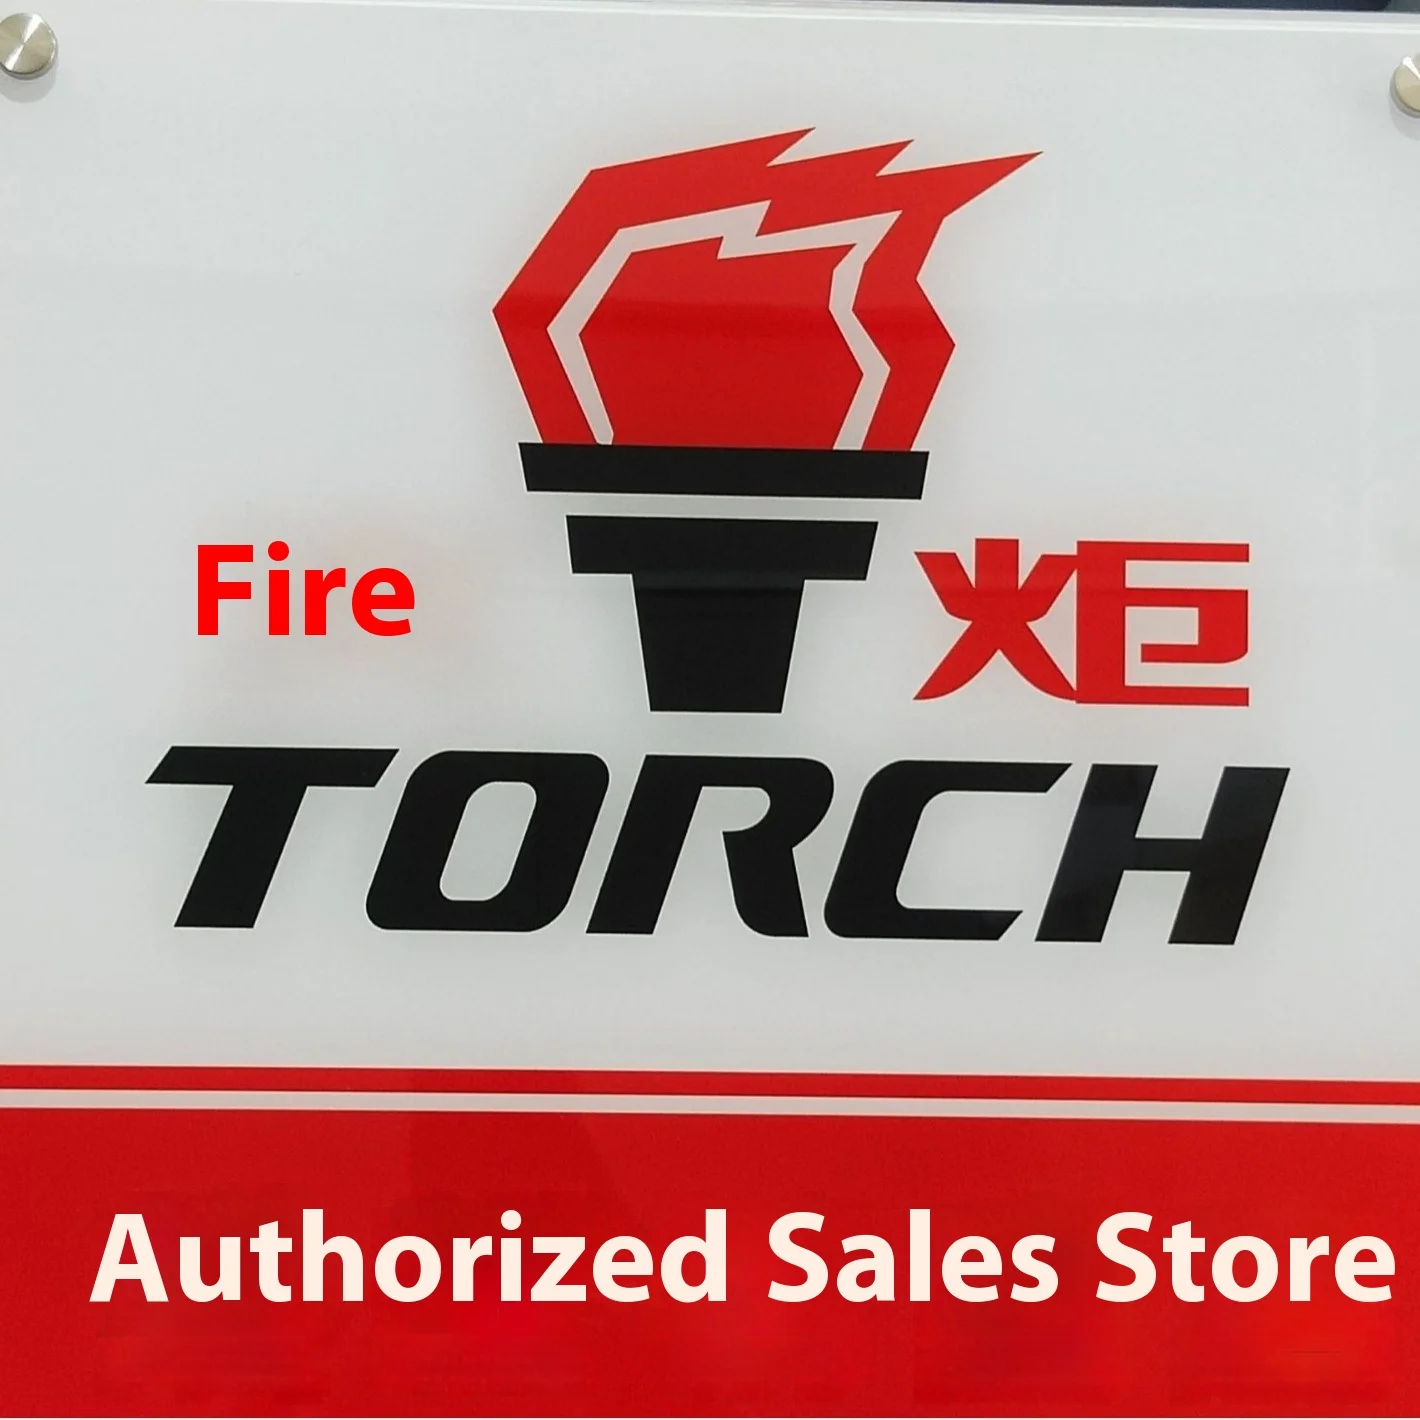 Fire 炬
TORCH
Authorized Sales Store